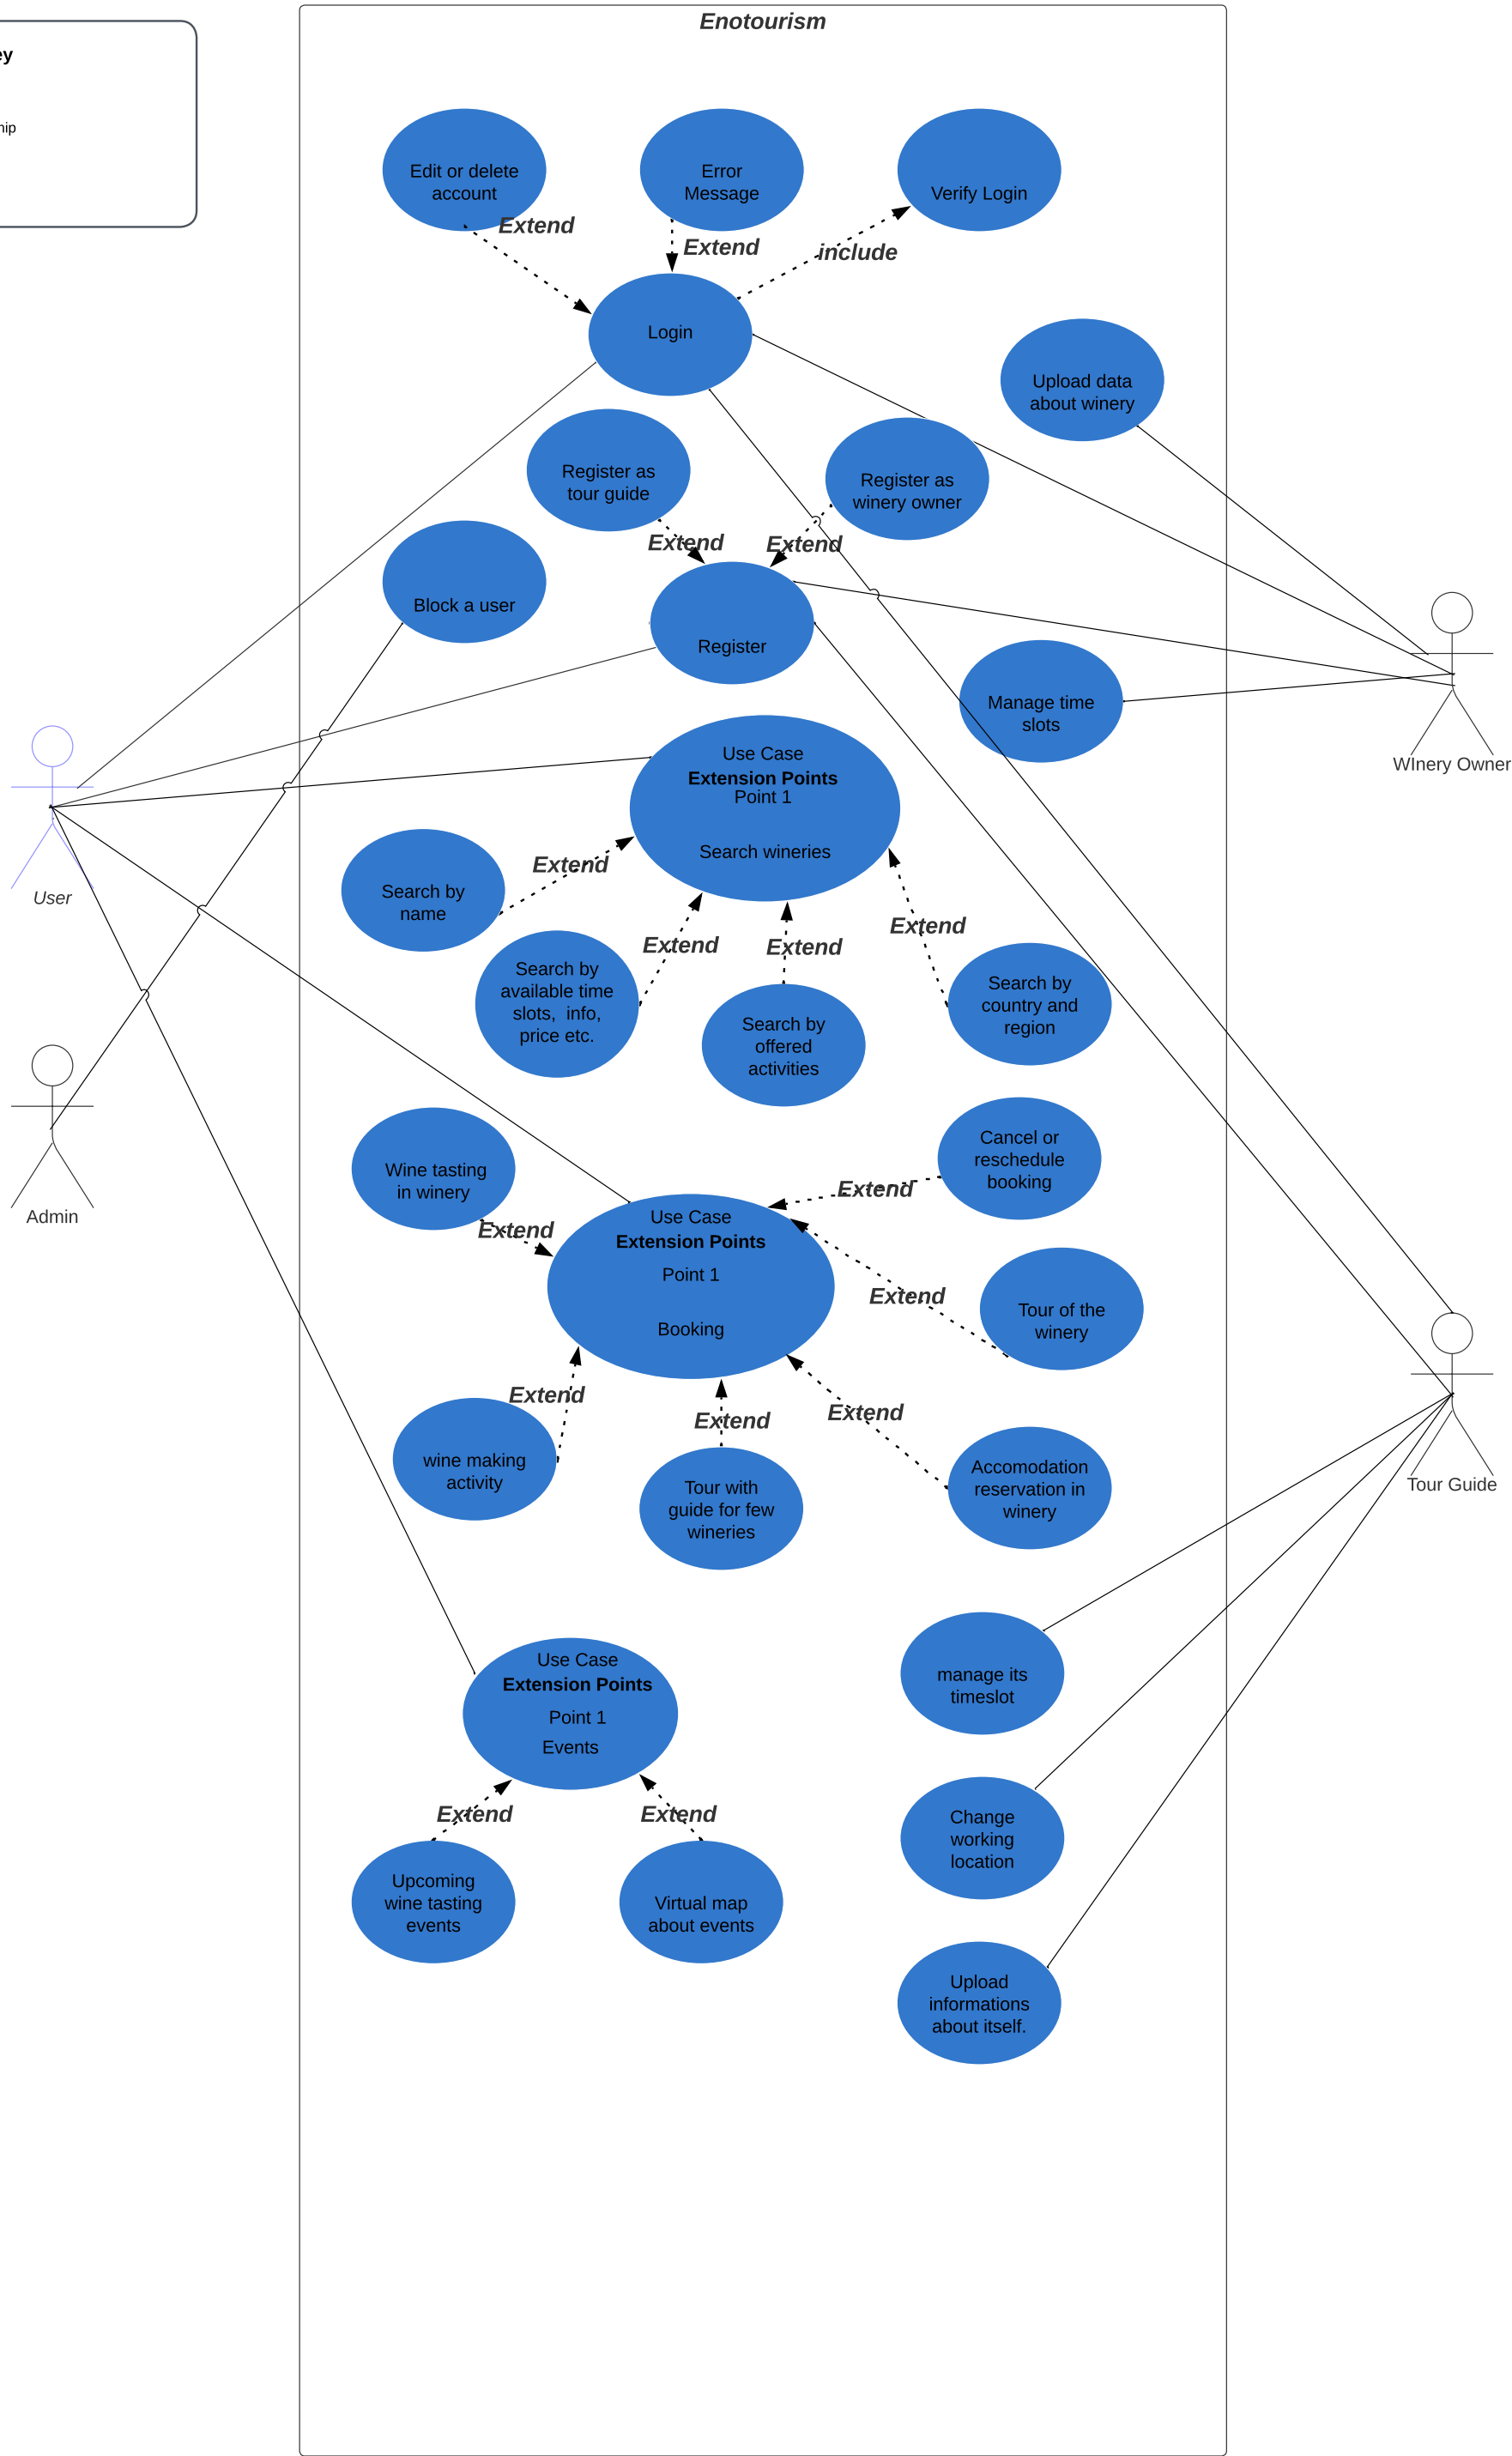 Enotourism
ey
hip
Edit or delete
account
Error
Message
Verify Login
Extend
Extend
include
Login
Upload data
about winery
Register as
tour guide
Register as
winery owner
Extend
Extend
Block a user
Register
Manage time
slots
WInery Owner
Use Case
Extension Points
Point 1
Search wineries
User
Search by
name
Extend
Extend
Extend
Extend
Search by
available time
slots,  info,
price etc.
Search by
offered
activities
Search by
country and
region
Admin
Wine tasting
in winery
Cancel or
reschedule
booking
Extend
Extend
Use Case
Extension Points
Point 1
Booking
Extend
Tour of the
winery
Extend
Extend
Extend
wine making
activity
Tour with
guide for few
wineries
Accomodation
reservation in
winery
Tour Guide
Use Case
Extension Points
Point 1
Events
manage its
timeslot
Extend
Extend
Change
working
location
Upcoming
wine tasting
events
Virtual map
about events
Upload
informations
about itself.